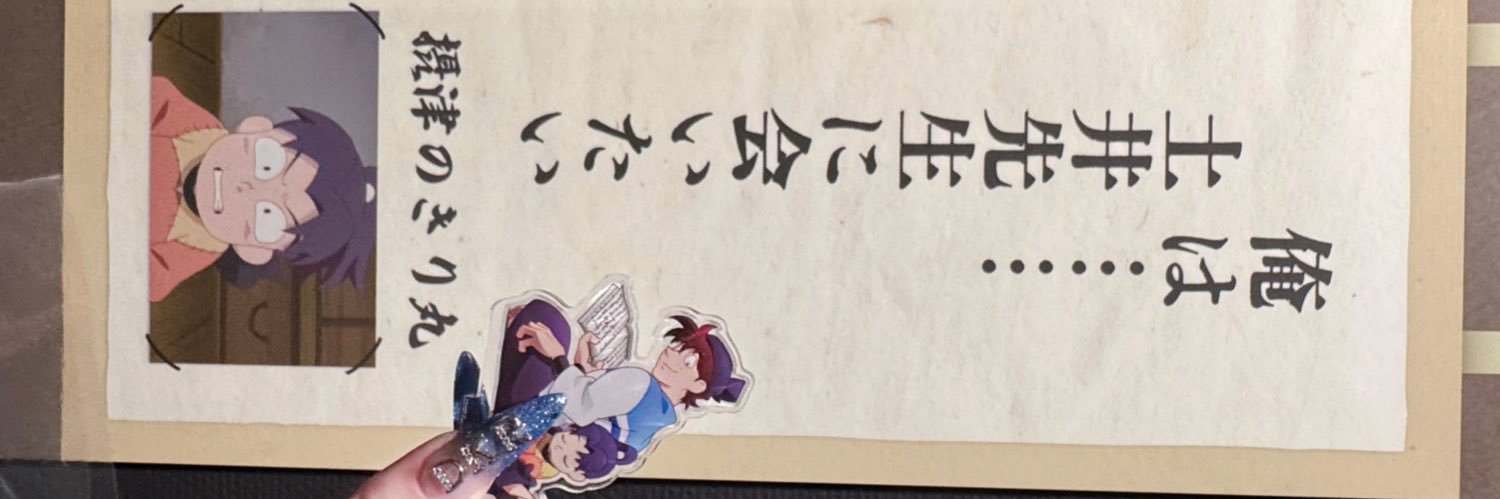 俺は……
土井先生に会いたい
摂津のきり丸